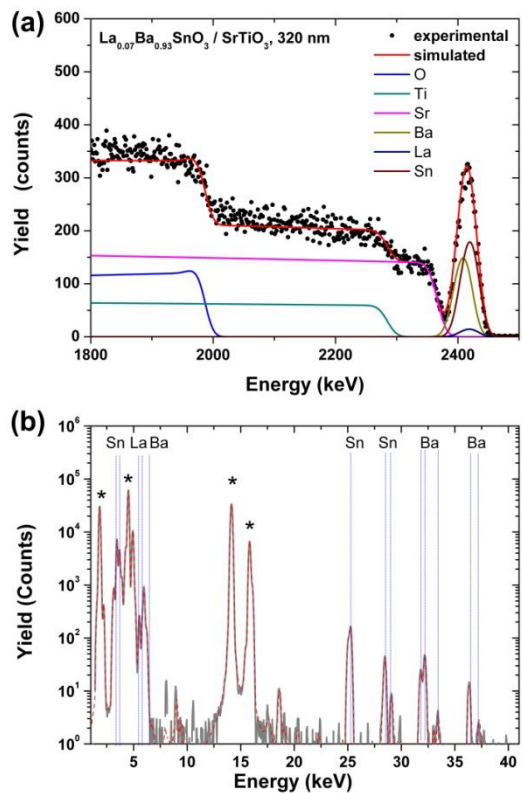 (a)
La0.07Ba0.93SnO3 / SrTiO3, 320 nm
experimental
simulated
O
Ti
Sr
Ba
La
Sn
600
500
400
300
200
100
0
Yield (counts)
1800 2000 2200 2400
Energy (keV)
(b)
Sn La Ba Sn Sn Ba Ba
* * * *
10^6
10^5
10^4
10^3
10^2
10^1
10^0
Yield (Counts)
5 10 15 20 25 30 35 40
Energy (keV)